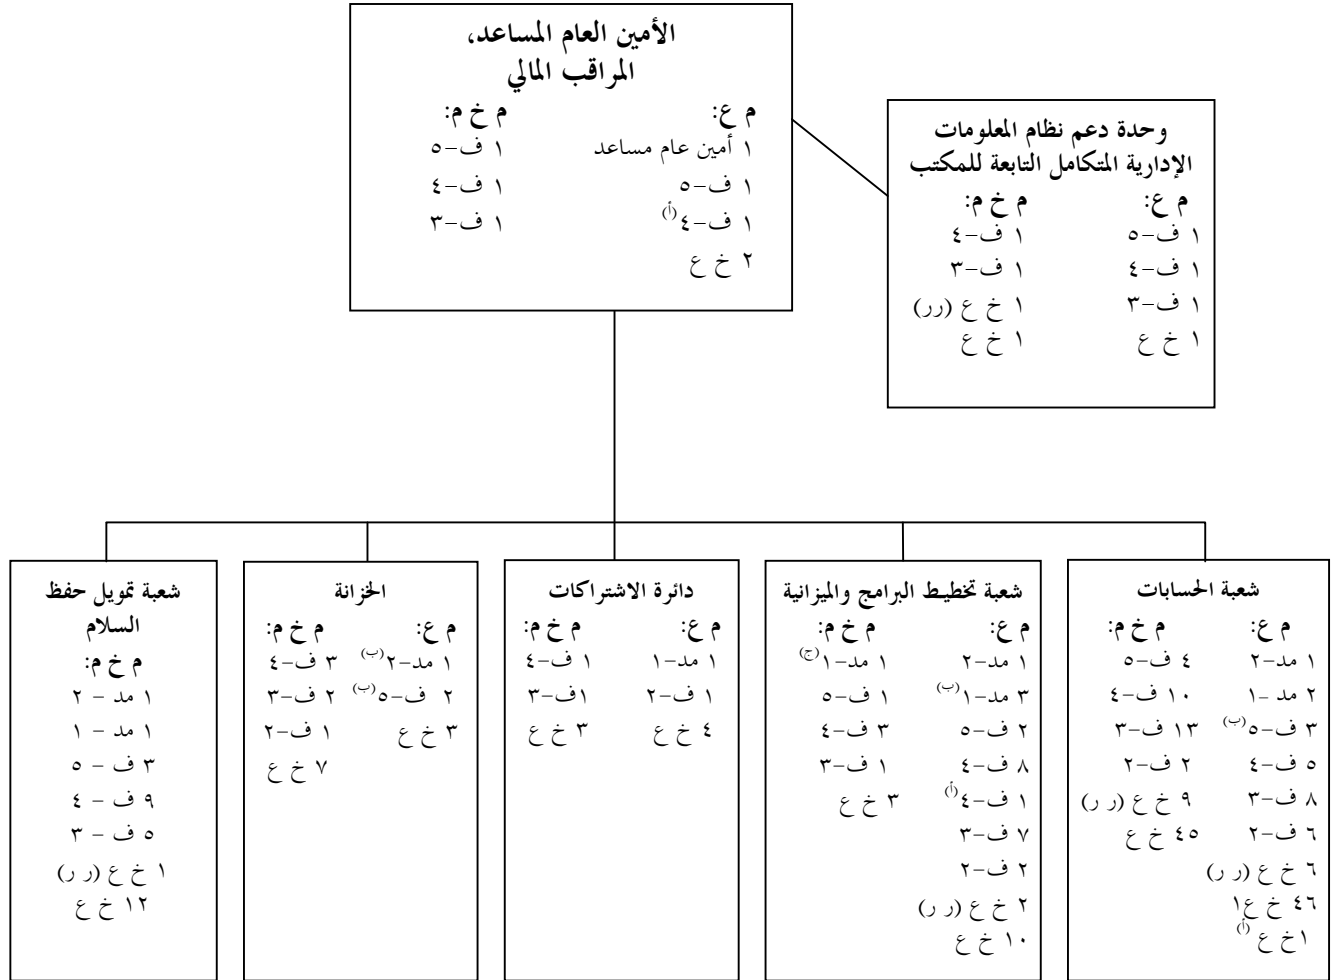 الأمين العام المساعد،
المراقب المالي
م ع: م خ م:
١ أمين عام مساعد ١ ف-٥
١ ف-٥ ١ ف-٤
١ ف-٤(أ) ١ ف-٣
٢ خ ع
وحدة دعم نظام المعلومات
الإدارية المتكامل التابعة للمكتب
م ع: م خ م:
١ ف-٥ ١ ف-٤
١ ف-٤ ١ ف-٣
١ ف-٣ ١ خ ع (رر)
١ خ ع ١ خ ع
شعبة الحسابات
م ع: م خ م:
١ مد-٢ ٤ ف-٥
٢ مد -١ ١٠ ف-٤
٣ ف-٥(ب) ١٣ ف-٣
٥ ف-٤ ٢ ف-٢
٨ ف-٣ ٩ خ ع (ر ر)
٦ ف-٢ ٤٥ خ ع
٦ خ ع (ر ر)
٤٦ خ ع١
١خ ع (أ)
شعبة تخطيط البرامج والميزانية
م ع: م خ م:
١ مد-٢ ١ مد-١(ج)
٣ مد-١(ب) ١ ف-٥
٢ ف-٥ ٣ ف-٤
٨ ف-٤ ١ ف-٣
١ ف-٤(أ) ٣ خ ع
٧ ف-٣
٢ ف-٢
٢ خ ع (ر ر)
١٠ خ ع
دائرة الاشتراكات
م ع: م خ م:
١ مد-١ ١ ف-٤
١ ف-٢ ١ف-٣
٤ خ ع ٣ خ ع
الخزانة
م ع: م خ م:
١ مد-٢(ب) ٣ ف-٤
٢ ف-٥(ب) ٢ ف-٣
٣ خ ع ١ ف-٢
٧ خ ع
شعبة تمويل حفظ
السلام
م خ م:
١ مد - ٢
١ مد - ١
٣ ف - ٥
٩ ف - ٤
٥ ف - ٣
١ خ ع (ر ر)
١٢ خ ع